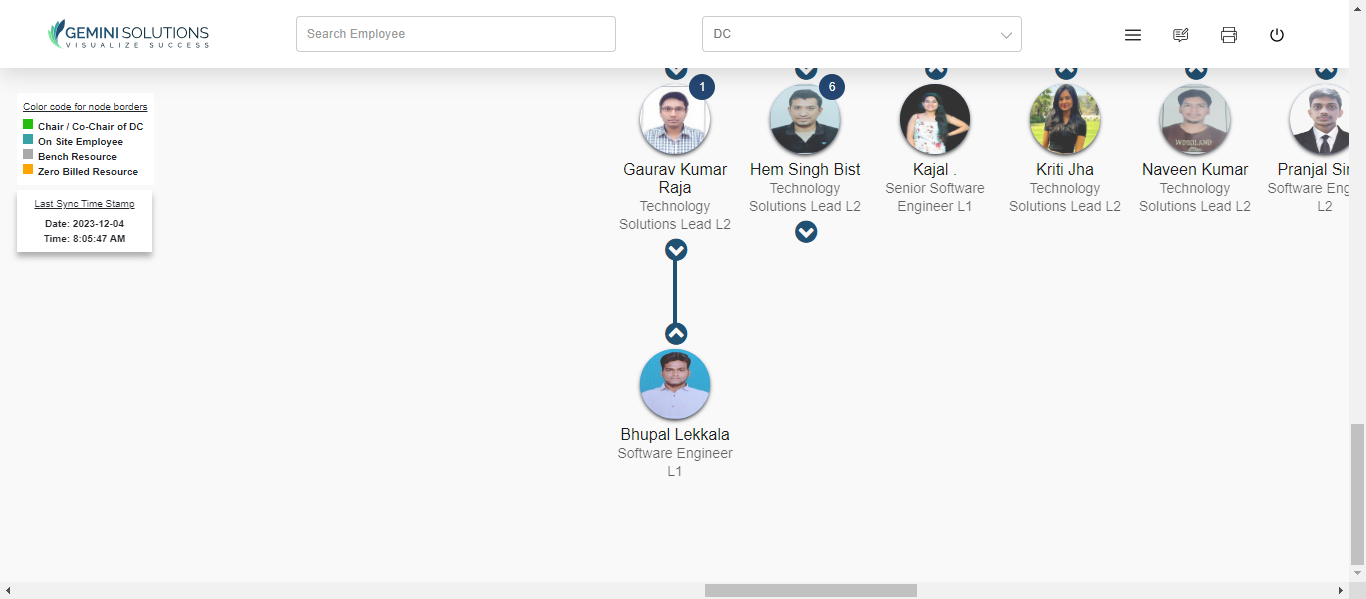 GEMINI SOLUTIONS
VISUALIZE SUCCESS
Search Employee
DC
Color code for node borders
Chair / Co-Chair of DC
On Site Employee
Bench Resource
Zero Billed Resource
Last Sync Time Stamp
Date: 2023-12-04
Time: 8:05:47 AM
1
Gaurav Kumar
Raja
Technology
Solutions Lead L2
6
Hem Singh Bist
Technology
Solutions Lead L2
Kajal .
Senior Software
Engineer L1
Kriti Jha
Technology
Solutions Lead L2
WOODLAND
Naveen Kumar
Technology
Solutions Lead L2
Pranjal Sin
Software Eng
L2
Bhupal Lekkala
Software Engineer
L1